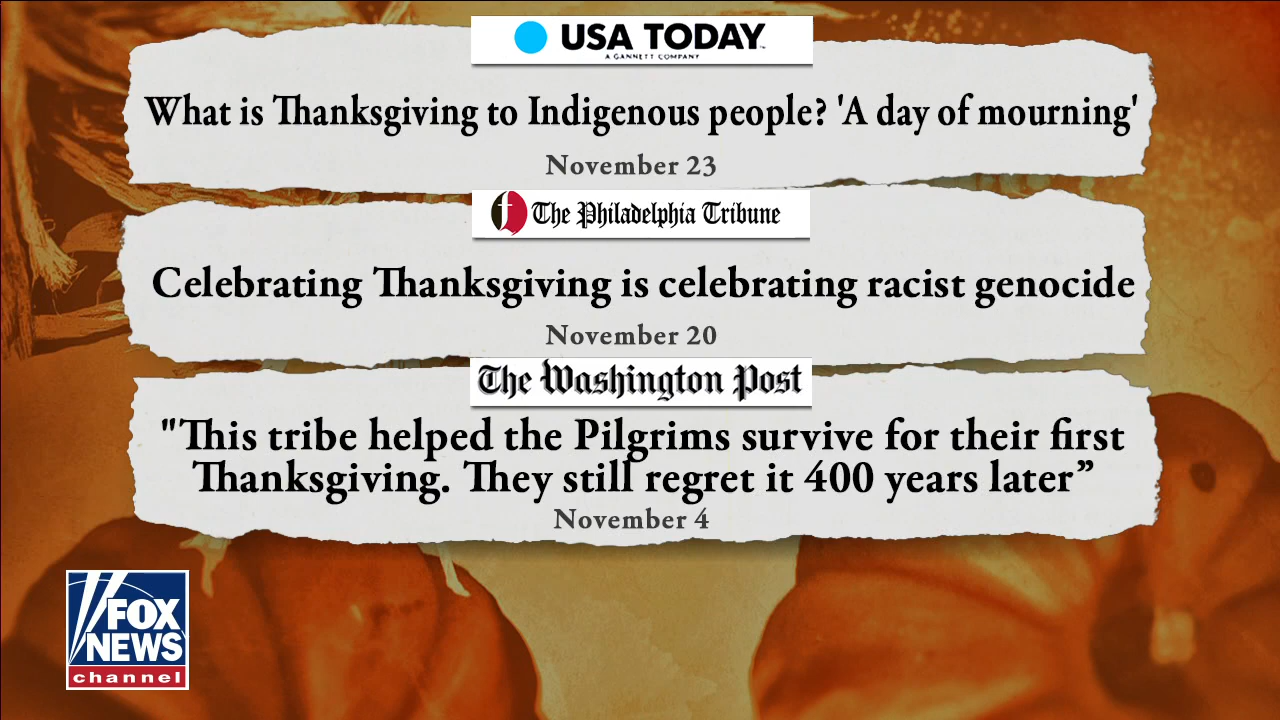 USA TODAY
A GANNETT COMPANY
What is Thanksgiving to Indigenous people? 'A day of mourning'
November 23
The Philadelphia Tribune
Celebrating Thanksgiving is celebrating racist genocide
November 20
The Washington Post
"This tribe helped the Pilgrims survive for their first
Thanksgiving. They still regret it 400 years later”
November 4
FOX
NEWS
channel